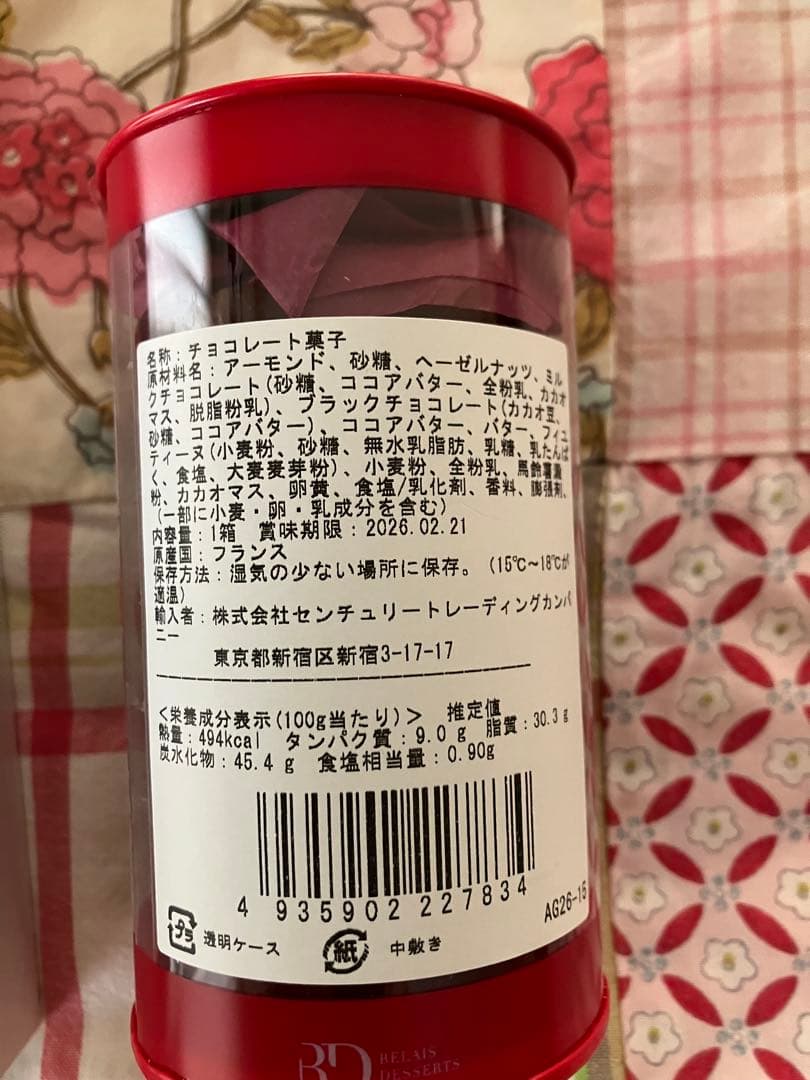 名称：チョコレート菓子
原材料名：アーモンド、砂糖、ヘーゼルナッツ、ミル
クチョコレート(砂糖、ココアバター、全粉乳、カカオ
マス、脱脂粉乳)、ブラックチョコレート(カカオ豆、
砂糖、ココアバター)、ココアバター、バター、フィユ
ティーヌ(小麦粉、砂糖、無水乳脂肪、乳糖、乳たんぱ
く、食塩、大麦麦芽粉)、小麦粉、全粉乳、馬鈴薯澱
粉、カカオマス、卵黄、食塩/乳化剤、香料、膨張剤、
(一部に小麦・卵・乳成分を含む)
内容量：1箱 賞味期限：2026.02.21
原産国：フランス
保存方法：湿気の少ない場所に保存。(15℃～18℃が
適温)
輸入者：株式会社センチュリートレーディングカンパ
ニー
東京都新宿区新宿3-17-17
＜栄養成分表示(100g当たり)＞ 推定値
熱量：494kcal タンパク質：9.0 g 脂質：30.3 g
炭水化物：45.4 g 食塩相当量：0.90g
4 935902 227834
AG26-15
プラ 透明ケース 紙 中敷き
RD RELAIS
DESSERTS